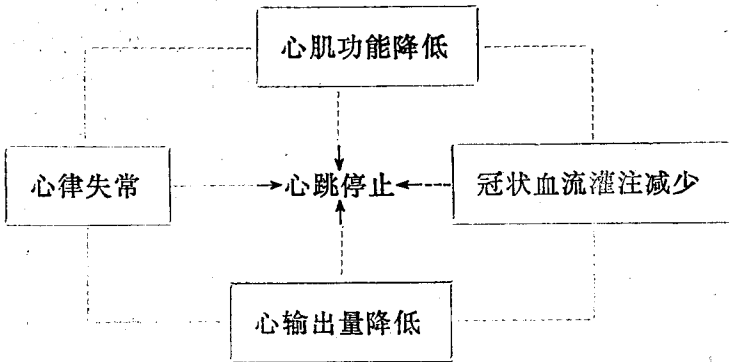 心肌功能降低
心律失常
心跳停止
冠状血流灌注减少
心输出量降低